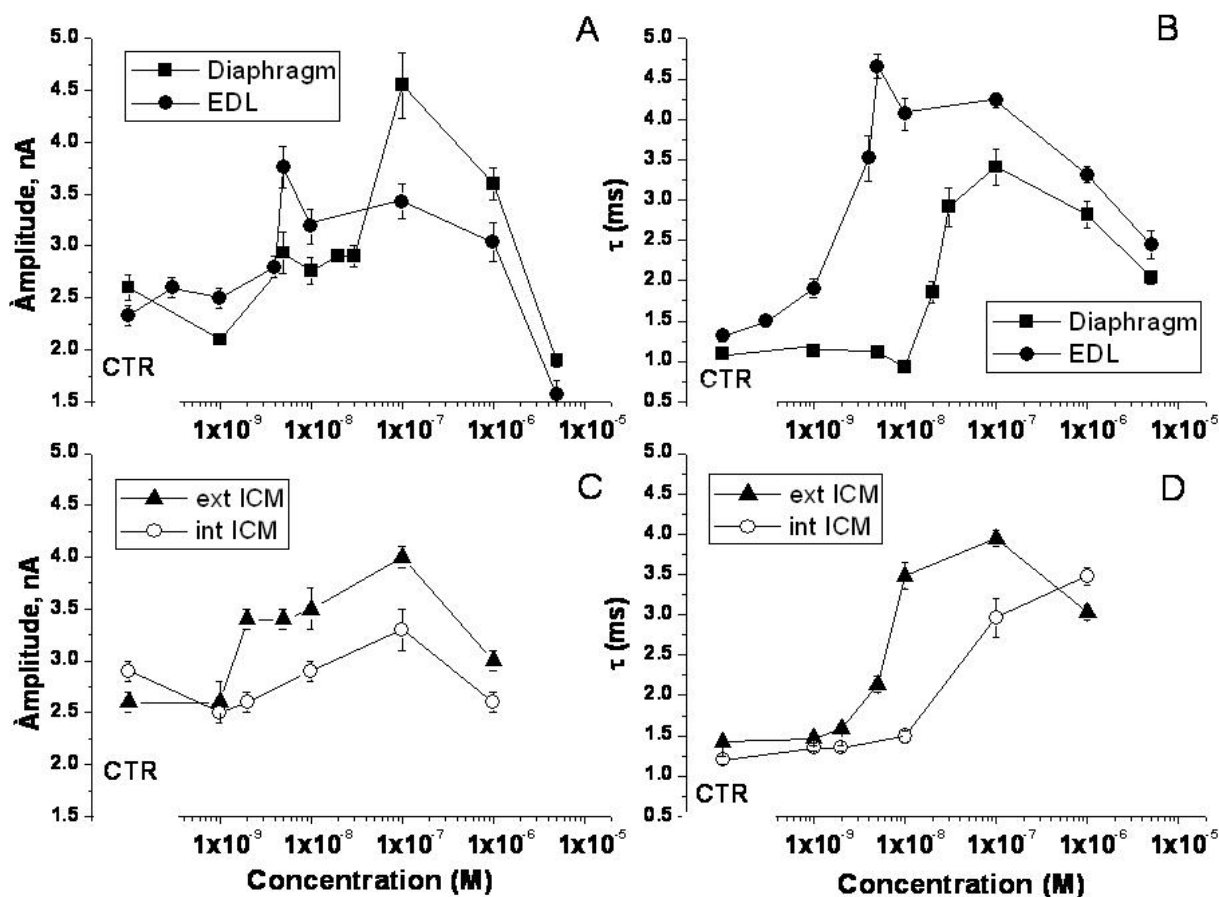 A
5.0
4.5
4.0
3.5
3.0
2.5
2.0
1.5
Àmplitude, nA
Diaphragm
EDL
CTR
1x10⁻⁹ 1x10⁻⁸ 1x10⁻⁷ 1x10⁻⁶ 1x10⁻⁵
B
5.0
4.5
4.0
3.5
3.0
2.5
2.0
1.5
1.0
0.5
τ (ms)
Diaphragm
EDL
CTR
1x10⁻⁹ 1x10⁻⁸ 1x10⁻⁷ 1x10⁻⁶ 1x10⁻⁵
C
5.0
4.5
4.0
3.5
3.0
2.5
2.0
1.5
Àmplitude, nA
ext ICM
int ICM
CTR
1x10⁻⁹ 1x10⁻⁸ 1x10⁻⁷ 1x10⁻⁶ 1x10⁻⁵
Concentration (M)
D
5.0
4.5
4.0
3.5
3.0
2.5
2.0
1.5
1.0
0.5
τ (ms)
ext ICM
int ICM
CTR
1x10⁻⁹ 1x10⁻⁸ 1x10⁻⁷ 1x10⁻⁶ 1x10⁻⁵
Concentration (M)